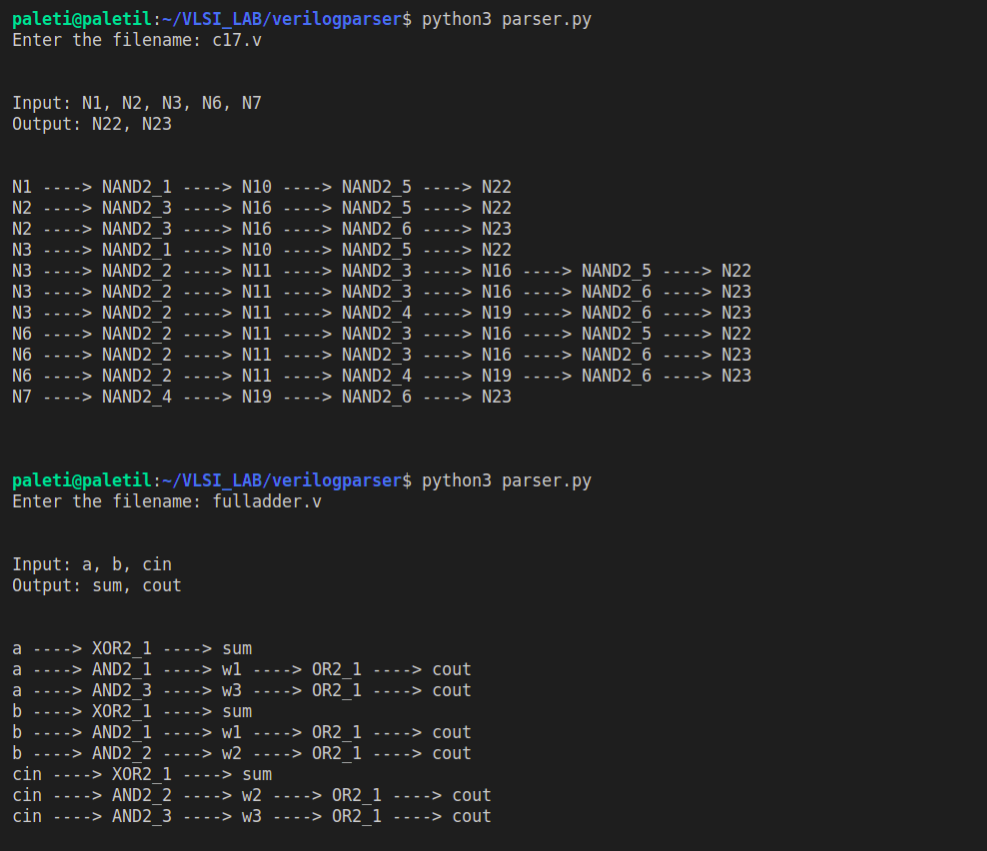 paleti@paletil:~/VLSI_LAB/verilogparser$ python3 parser.py
Enter the filename: c17.v
Input: N1, N2, N3, N6, N7
Output: N22, N23
N1 ----> NAND2_1 ----> N10 ----> NAND2_5 ----> N22
N2 ----> NAND2_3 ----> N16 ----> NAND2_5 ----> N22
N2 ----> NAND2_3 ----> N16 ----> NAND2_6 ----> N23
N3 ----> NAND2_1 ----> N10 ----> NAND2_5 ----> N22
N3 ----> NAND2_2 ----> N11 ----> NAND2_3 ----> N16 ----> NAND2_5 ----> N22
N3 ----> NAND2_2 ----> N11 ----> NAND2_3 ----> N16 ----> NAND2_6 ----> N23
N3 ----> NAND2_2 ----> N11 ----> NAND2_4 ----> N19 ----> NAND2_6 ----> N23
N6 ----> NAND2_2 ----> N11 ----> NAND2_3 ----> N16 ----> NAND2_5 ----> N22
N6 ----> NAND2_2 ----> N11 ----> NAND2_3 ----> N16 ----> NAND2_6 ----> N23
N6 ----> NAND2_2 ----> N11 ----> NAND2_4 ----> N19 ----> NAND2_6 ----> N23
N7 ----> NAND2_4 ----> N19 ----> NAND2_6 ----> N23
paleti@paletil:~/VLSI_LAB/verilogparser$ python3 parser.py
Enter the filename: fulladder.v
Input: a, b, cin
Output: sum, cout
a ----> XOR2_1 ----> sum
a ----> AND2_1 ----> w1 ----> OR2_1 ----> cout
a ----> AND2_3 ----> w3 ----> OR2_1 ----> cout
b ----> XOR2_1 ----> sum
b ----> AND2_1 ----> w1 ----> OR2_1 ----> cout
b ----> AND2_2 ----> w2 ----> OR2_1 ----> cout
cin ----> XOR2_1 ----> sum
cin ----> AND2_2 ----> w2 ----> OR2_1 ----> cout
cin ----> AND2_3 ----> w3 ----> OR2_1 ----> cout